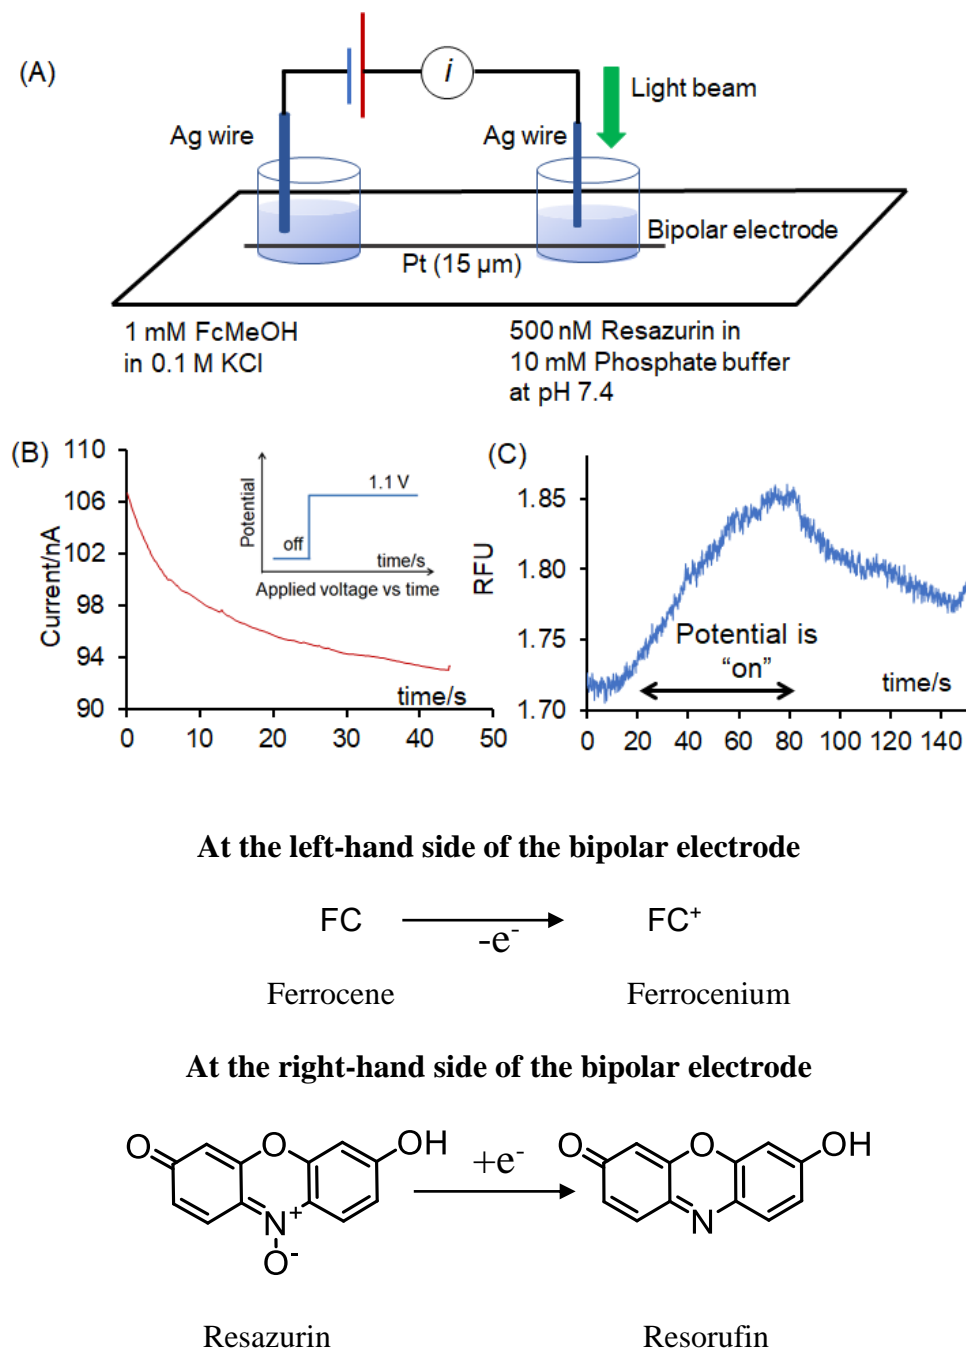 (A)
i
Light beam
Ag wire
Ag wire
Bipolar electrode
Pt (15 µm)
1 mM FcMeOH
in 0.1 M KCl
500 nM Resazurin in
10 mM Phosphate buffer
at pH 7.4
(B)
110
106
102
98
94
90
Current/nA
0
10
20
30
40
50
time/s
Potential
1.1 V
off
time/s
Applied voltage vs time
(C)
1.85
1.80
1.75
1.70
RFU
Potential is
“on”
time/s
0
20
40
60
80
100
120
140
At the left-hand side of the bipolar electrode
FC
-e-
FC+
Ferrocene
Ferrocenium
At the right-hand side of the bipolar electrode
O
O
OH
N+
O-
+e-
O
O
OH
N
Resazurin
Resorufin